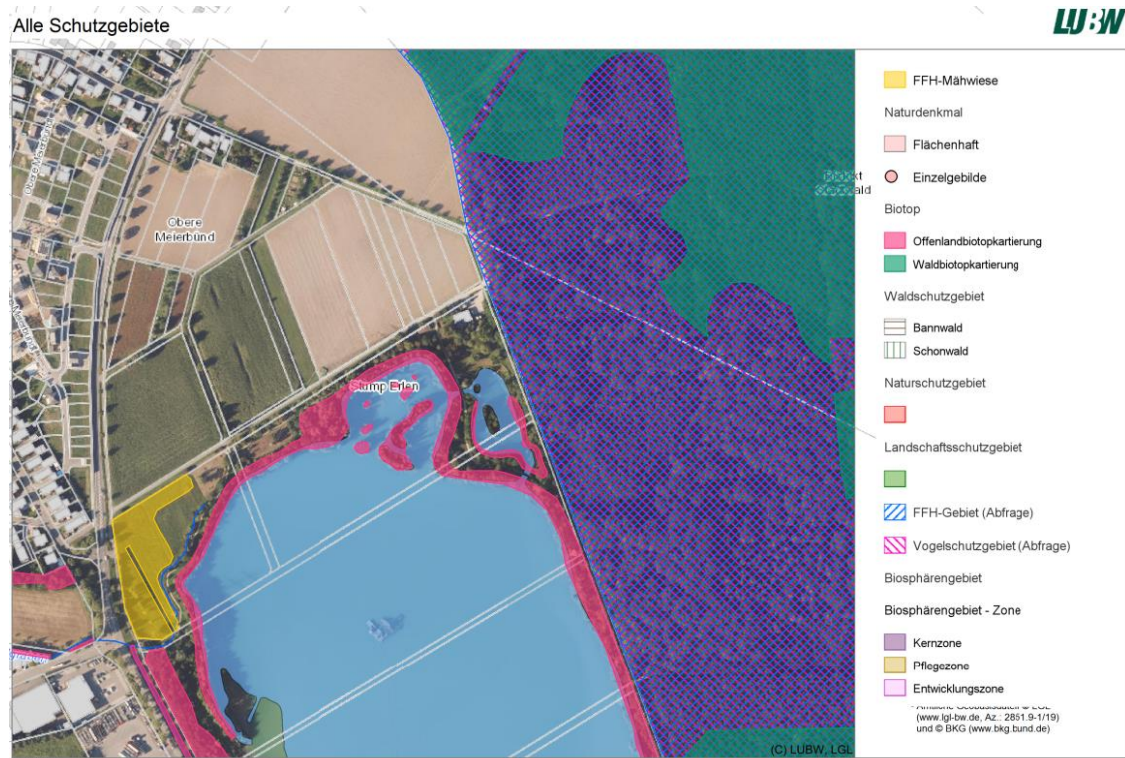 Alle Schutzgebiete
LUBW
Obere Meierbünd
Obere
Meierbünd
Stump Erlen
FFH-Mähwiese
Naturdenkmal
Flächenhaft
Einzelgebilde
Biotop
Offenlandbiotopkartierung
Waldbiotopkartierung
Waldschutzgebiet
Bannwald
Schonwald
Naturschutzgebiet
Landschaftsschutzgebiet
FFH-Gebiet (Abfrage)
Vogelschutzgebiet (Abfrage)
Biosphärengebiet
Biosphärengebiet - Zone
Kernzone
Pflegezone
Entwicklungszone
(www.lgl-bw.de, Az.: 2851.9-1/19)
und © BKG (www.bkg.bund.de)
(C) LUBW, LGL